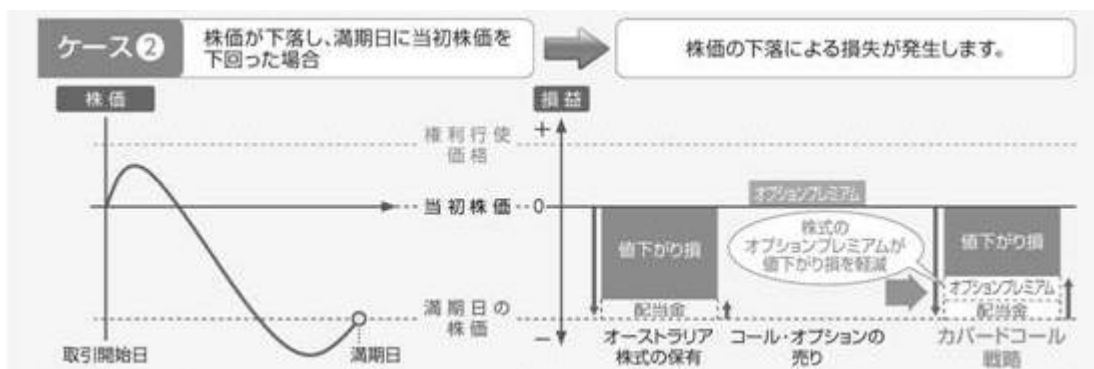 ケース❷
株価が下落し、満期日に当初株価を
下回った場合
株価の下落による損失が発生します。
株価
損益
権利行使
価格
+
当初株価
0
オプションプレミアム
値下がり損
株式の
オプションプレミアムが
値下がり損を軽減
値下がり損
オプションプレミアム
配当金
配当金
満期日の
株価
−
取引開始日
満期日
オーストラリア
株式の保有
コール・オプションの
売り
カバードコール
戦略